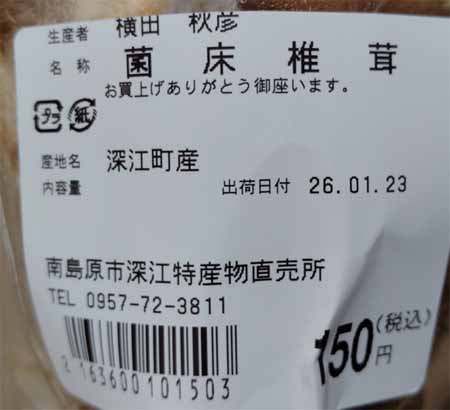 生産者 横田 秋彦
名称 菌床椎茸
お買上げありがとう御座います。
プラ 紙
産地名 深江町産
内容量 出荷日付 26.01.23
南島原市深江特産物直売所
TEL 0957-72-3811
150円(税込)
2163600101503